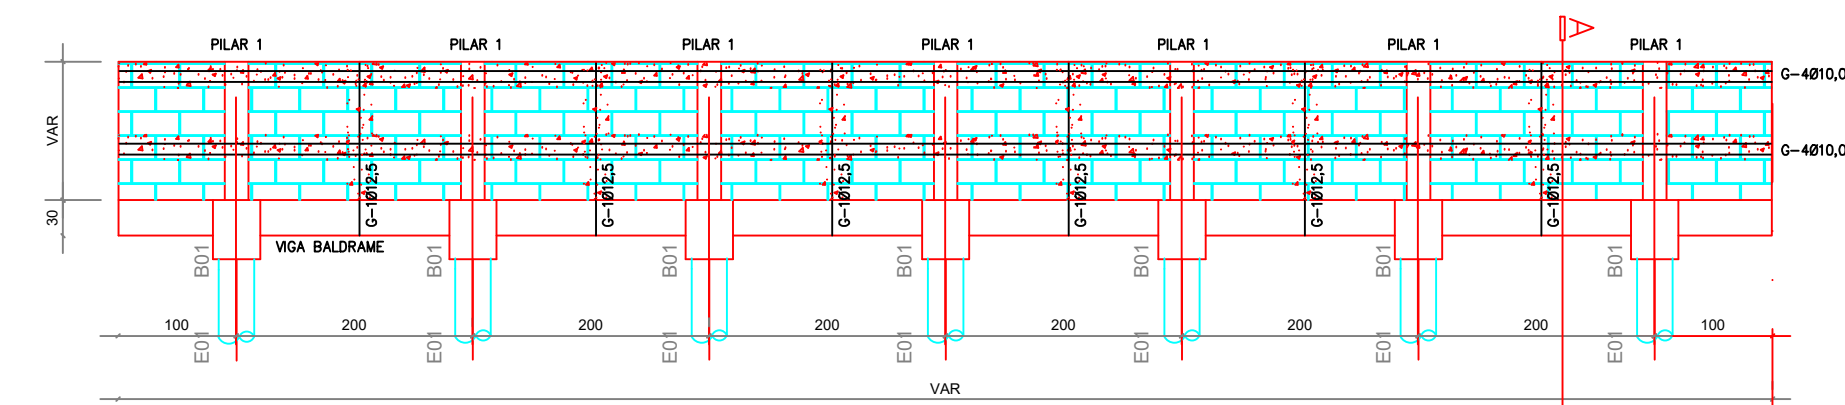 A
PILAR 1 PILAR 1 PILAR 1 PILAR 1 PILAR 1 PILAR 1 PILAR 1
G-4Ø10,0
VAR
G-4Ø10,0
G-1Ø12,5 G-1Ø12,5 G-1Ø12,5 G-1Ø12,5 G-1Ø12,5 G-1Ø12,5
30
VIGA BALDRAME
B01 B01 B01 B01 B01 B01 B01
100 200 200 200 200 200 200 100
E01 E01 E01 E01 E01 E01 E01
VAR